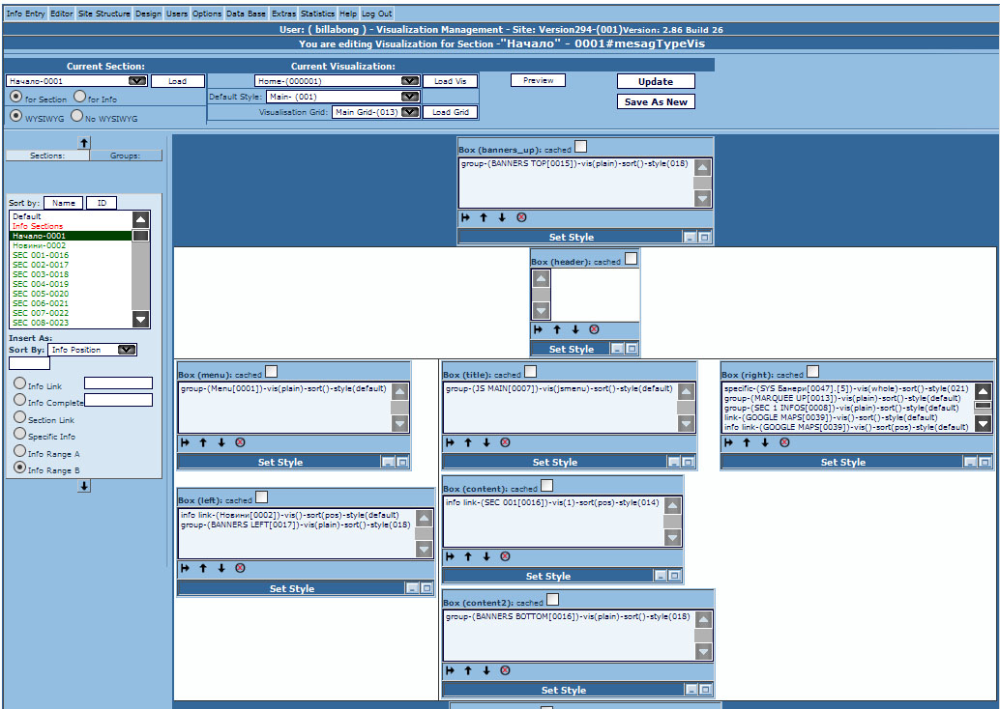 Info Entry Editor Site Structure Design Users Options Data Base Extras Statistics Help Log Out
User: ( billabong ) - Visualization Management - Site: Version294-(001)Version: 2.86 Build 26
You are editing Visualization for Section -"Начало" - 0001#mesagTypeVis
Current Section:
Начало-0001 Load
for Section for Info
WYSIWYG No WYSIWYG
Current Visualization:
Home-(000001) Load Vis
Default Style: Main- (001)
Visualisation Grid: Main Grid-(013) Load Grid
Preview
Update
Save As New
Sections: Groups:
Sort by: Name ID
Default
Info Sections
Начало-0001
Новини-0002
SEC 001-0016
SEC 002-0017
SEC 003-0018
SEC 004-0019
SEC 005-0020
SEC 006-0021
SEC 007-0022
SEC 008-0023
Insert As:
Sort By: Info Position
Info Link
Info Complete
Section Link
Specific Info
Info Range A
Info Range B
Box (banners_up): cached
group-(BANNERS TOP[0015])-vis(plain)-sort()-style(018)
Set Style
Box (header): cached
Set Style
Box (menu): cached
group-(Menu[0001])-vis(plain)-sort()-style(default)
Set Style
Box (title): cached
group-(JS MAIN[0007])-vis(jsmenu)-sort()-style(default)
Set Style
Box (right): cached
specific-(SYS Банери[0047].[5])-vis(whole)-sort()-style(021)
group-(MARQUEE UP[0013])-vis(plain)-sort()-style(default)
group-(SEC 1 INFOS[0008])-vis(plain)-sort()-style(default)
link-(GOOGLE MAPS[0039])-vis()-sort()-style(default)
info link-(GOOGLE MAPS[0039])-vis()-sort(pos)-style(default)
Set Style
Box (left): cached
info link-(Новини[0002])-vis()-sort(pos)-style(default)
group-(BANNERS LEFT[0017])-vis(plain)-sort()-style(018)
Set Style
Box (content): cached
info link-(SEC 001[0016])-vis(1)-sort(pos)-style(014)
Set Style
Box (content2): cached
group-(BANNERS BOTTOM[0016])-vis(plain)-sort()-style(018)
Set Style